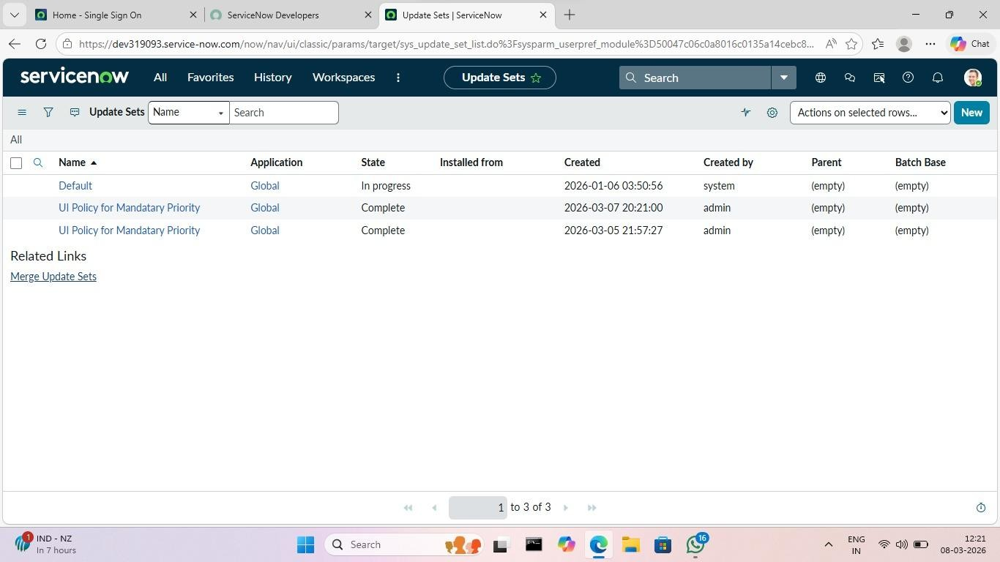 Home - Single Sign On
ServiceNow Developers
Update Sets | ServiceNow
https://dev319093.service-now.com/now/nav/ui/classic/params/target/sys_update_set_list.do%3Fsysparm_userpref_module%3D50047c06c0a8016c0135a14cebc8...
Chat
servicenow All Favorites History Workspaces Update Sets Search
Update Sets Name Search Actions on selected rows... New
All
Name Application State Installed from Created Created by Parent Batch Base
Default Global In progress 2026-01-06 03:50:56 system (empty) (empty)
UI Policy for Mandatary Priority Global Complete 2026-03-07 20:21:00 admin (empty) (empty)
UI Policy for Mandatary Priority Global Complete 2026-03-05 21:57:27 admin (empty) (empty)
Related Links
Merge Update Sets
1 to 3 of 3
1 IND - NZ
In 7 hours
Search
16
ENG
IN
12:21
08-03-2026